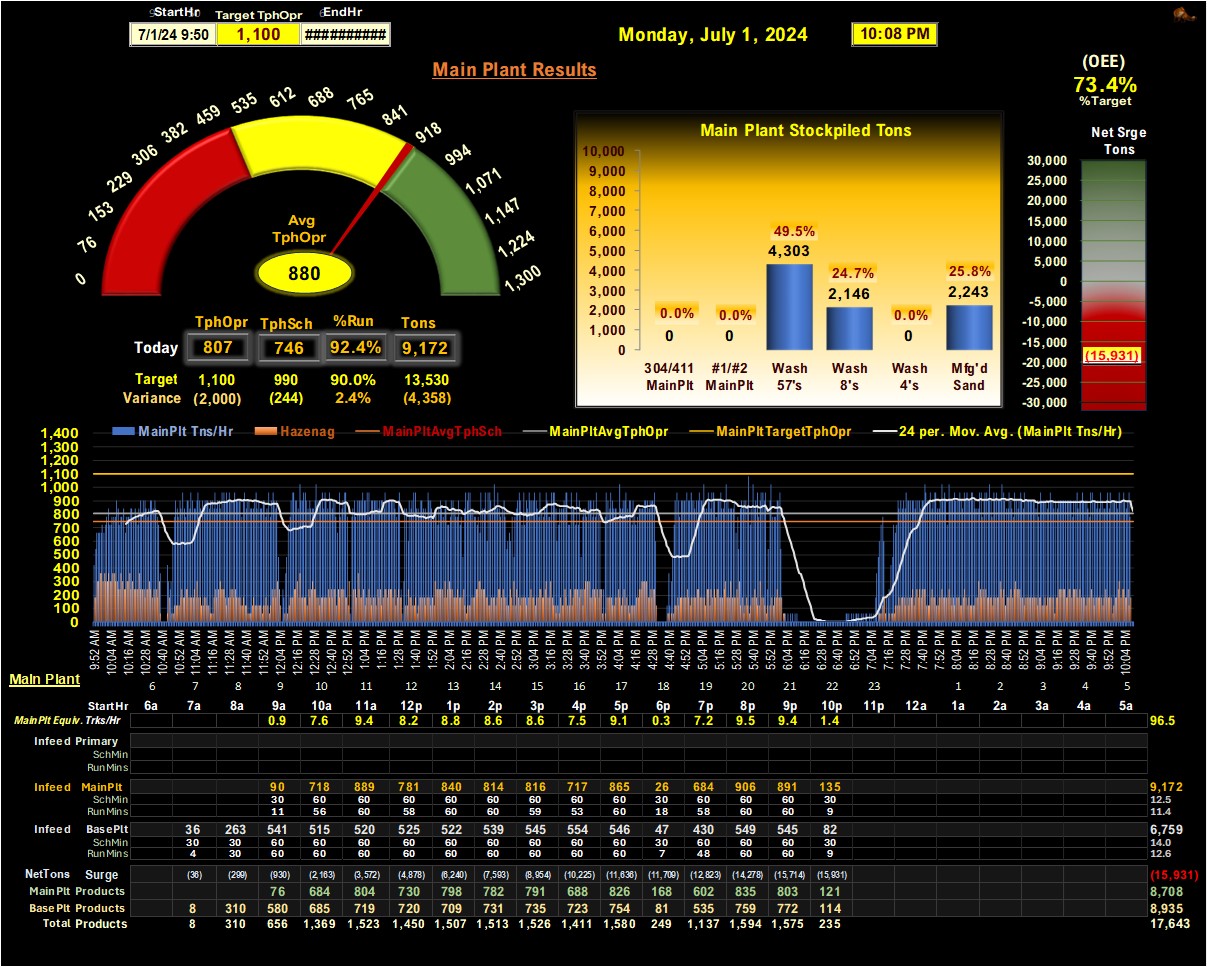 StartHr Target TphOpr EndHr
7/1/24 9:50 1,100 ##########
Monday, July 1, 2024 10:08 PM
Main Plant Results
(OEE)
73.4%
%Target
0 76 153 229 306 382 459 535 612 688 765 841 918 994 1,071 1,147 1,224 1,300
Avg
TphOpr
880
TphOpr TphSch %Run Tons
Today 807 746 92.4% 9,172
Target 1,100 990 90.0% 13,530
Variance (2,000) (244) 2.4% (4,358)
Main Plant Stockpiled Tons
10,000
9,000
8,000
7,000
6,000
5,000
4,000
3,000
2,000
1,000
0
0.0% 0.0% 49.5% 24.7% 0.0% 25.8%
0 0 4,303 2,146 0 2,243
304/411 #1/#2 Wash Wash Wash Mfg'd
MainPlt MainPlt 57's 8's 4's Sand
Net Srge
Tons
30,000
25,000
20,000
15,000
10,000
5,000
0
-5,000
-10,000
-15,000
(15,931)
-20,000
-25,000
-30,000
MainPlt Tns/Hr Hazenag MainPltAvgTphSch MainPltAvgTphOpr MainPltTargetTphOpr 24 per. Mov. Avg. (MainPlt Tns/Hr)
1,400
1,300
1,200
1,100
1,000
900
800
700
600
500
400
300
200
100
0
9:52 AM 10:04 AM 10:16 AM 10:28 AM 10:40 AM 10:52 AM 11:04 AM 11:16 AM 11:28 AM 11:40 AM 11:52 AM 12:04 PM 12:16 PM 12:28 PM 12:40 PM 12:52 PM 1:04 PM 1:16 PM 1:28 PM 1:40 PM 1:52 PM 2:04 PM 2:16 PM 2:28 PM 2:40 PM 2:52 PM 3:04 PM 3:16 PM 3:28 PM 3:40 PM 3:52 PM 4:04 PM 4:16 PM 4:28 PM 4:40 PM 4:52 PM 5:04 PM 5:16 PM 5:28 PM 5:40 PM 5:52 PM 6:04 PM 6:16 PM 6:28 PM 6:40 PM 6:52 PM 7:04 PM 7:16 PM 7:28 PM 7:40 PM 7:52 PM 8:04 PM 8:16 PM 8:28 PM 8:40 PM 8:52 PM 9:04 PM 9:16 PM 9:28 PM 9:40 PM 9:52 PM 10:04 PM
Main Plant
6 7 8 9 10 11 12 13 14 15 16 17 18 19 20 21 22 23 1 2 3 4 5
StartHr 6a 7a 8a 9a 10a 11a 12p 1p 2p 3p 4p 5p 6p 7p 8p 9p 10p 11p 12a 1a 2a 3a 4a 5a
MainPlt Equiv. Trks/Hr 0.9 7.6 9.4 8.2 8.8 8.6 8.6 7.5 9.1 0.3 7.2 9.5 9.4 1.4 96.5
Infeed Primary
SchMin
RunMins
Infeed MainPlt 90 718 889 781 840 814 816 717 865 26 684 906 891 135 9,172
SchMin 30 60 60 60 60 60 60 60 60 30 60 60 60 30 12.5
RunMins 11 56 60 58 60 60 59 53 60 18 58 60 60 9 11.4
Infeed BasePlt 36 263 541 515 520 525 522 539 545 554 546 47 430 549 545 82 6,759
SchMin 30 30 60 60 60 60 60 60 60 60 60 30 60 60 60 30 14.0
RunMins 4 30 60 60 60 60 60 60 60 60 60 7 48 60 60 9 12.6
NetTons Surge (36) (299) (930) (2,163) (3,572) (4,878) (6,240) (7,593) (8,954) (10,225) (11,636) (11,709) (12,823) (14,278) (15,714) (15,931) (15,931)
MainPlt Products 76 684 804 730 798 782 791 688 826 168 602 835 803 121 8,708
BasePlt Products 8 310 580 685 719 720 709 731 735 723 754 81 535 759 772 114 8,935
Total Products 8 310 656 1,369 1,523 1,450 1,507 1,513 1,526 1,411 1,580 249 1,137 1,594 1,575 235 17,643